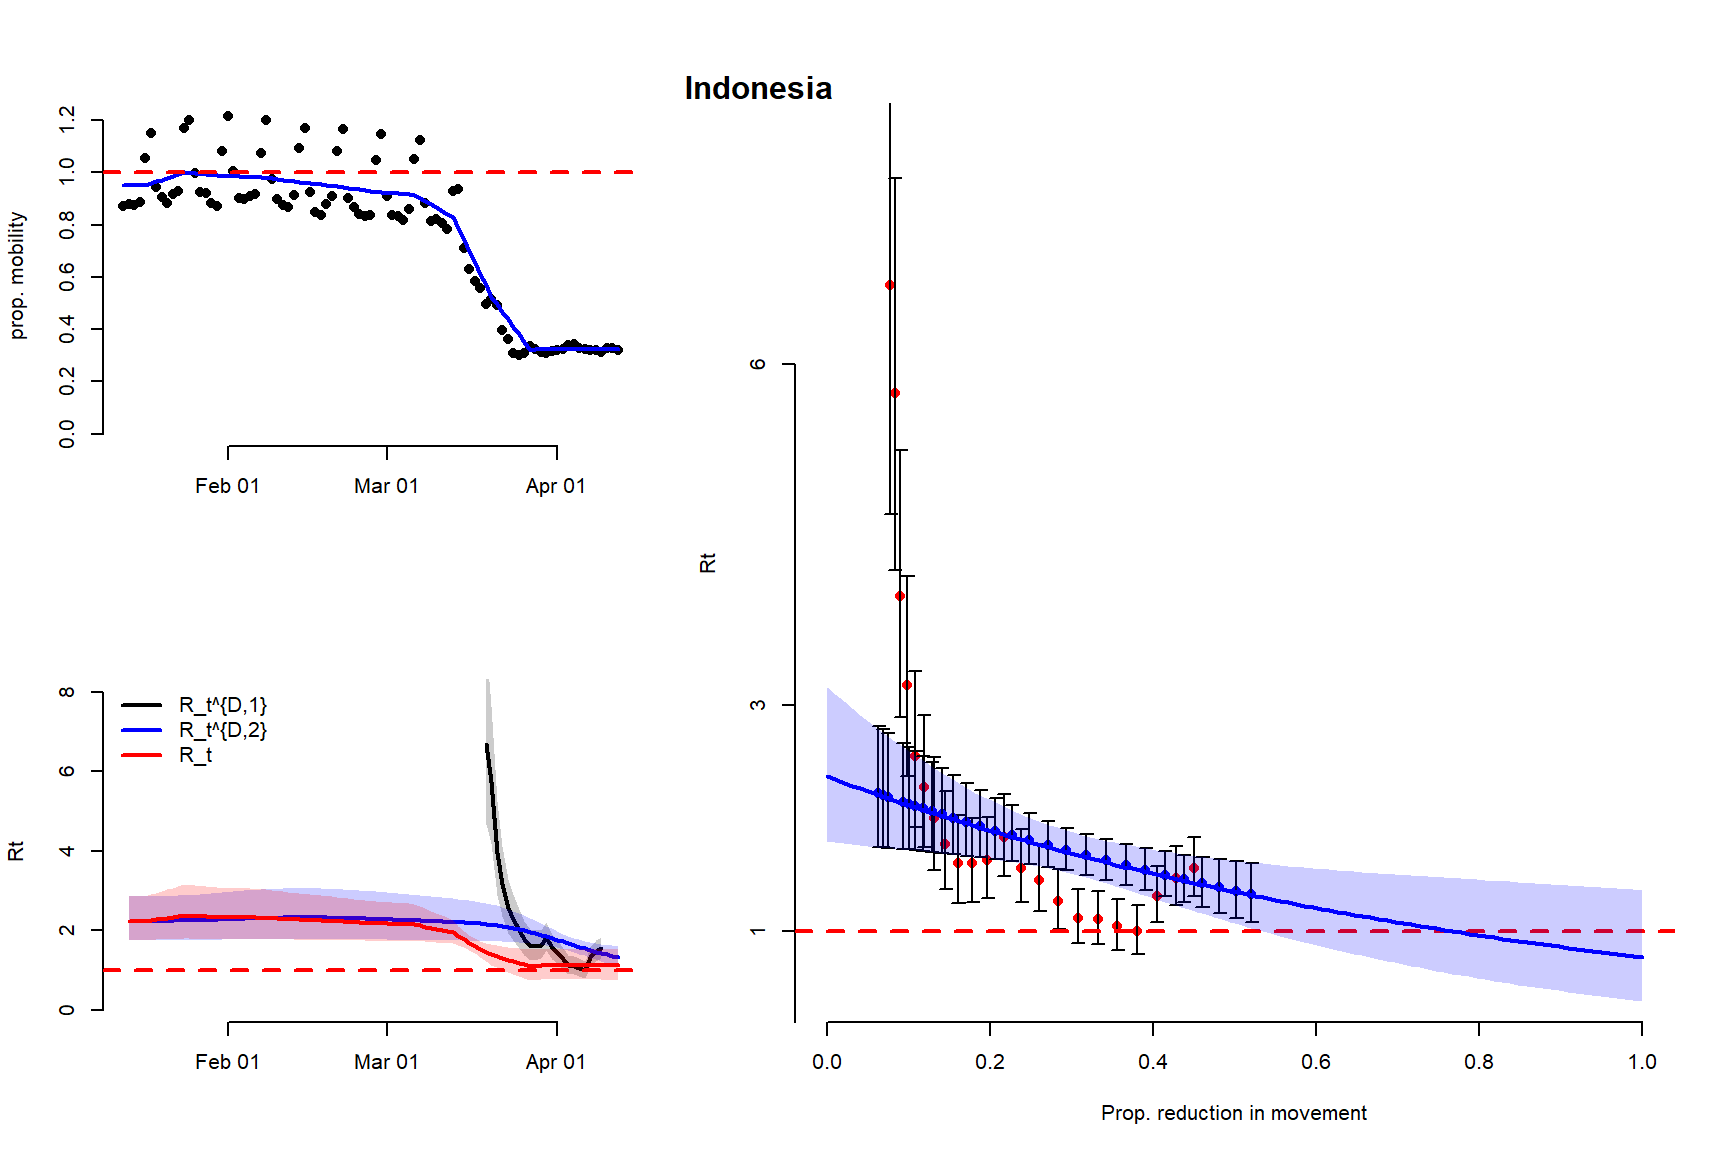 Indonesia
prop. mobility
1.2
1.0
0.8
0.6
0.4
0.2
0.0
Feb 01 Mar 01 Apr 01
Rt
8
6
4
2
0
R_t^{D,1}
R_t^{D,2}
R_t
Feb 01 Mar 01 Apr 01
Rt
6
3
1
0.0 0.2 0.4 0.6 0.8 1.0
Prop. reduction in movement